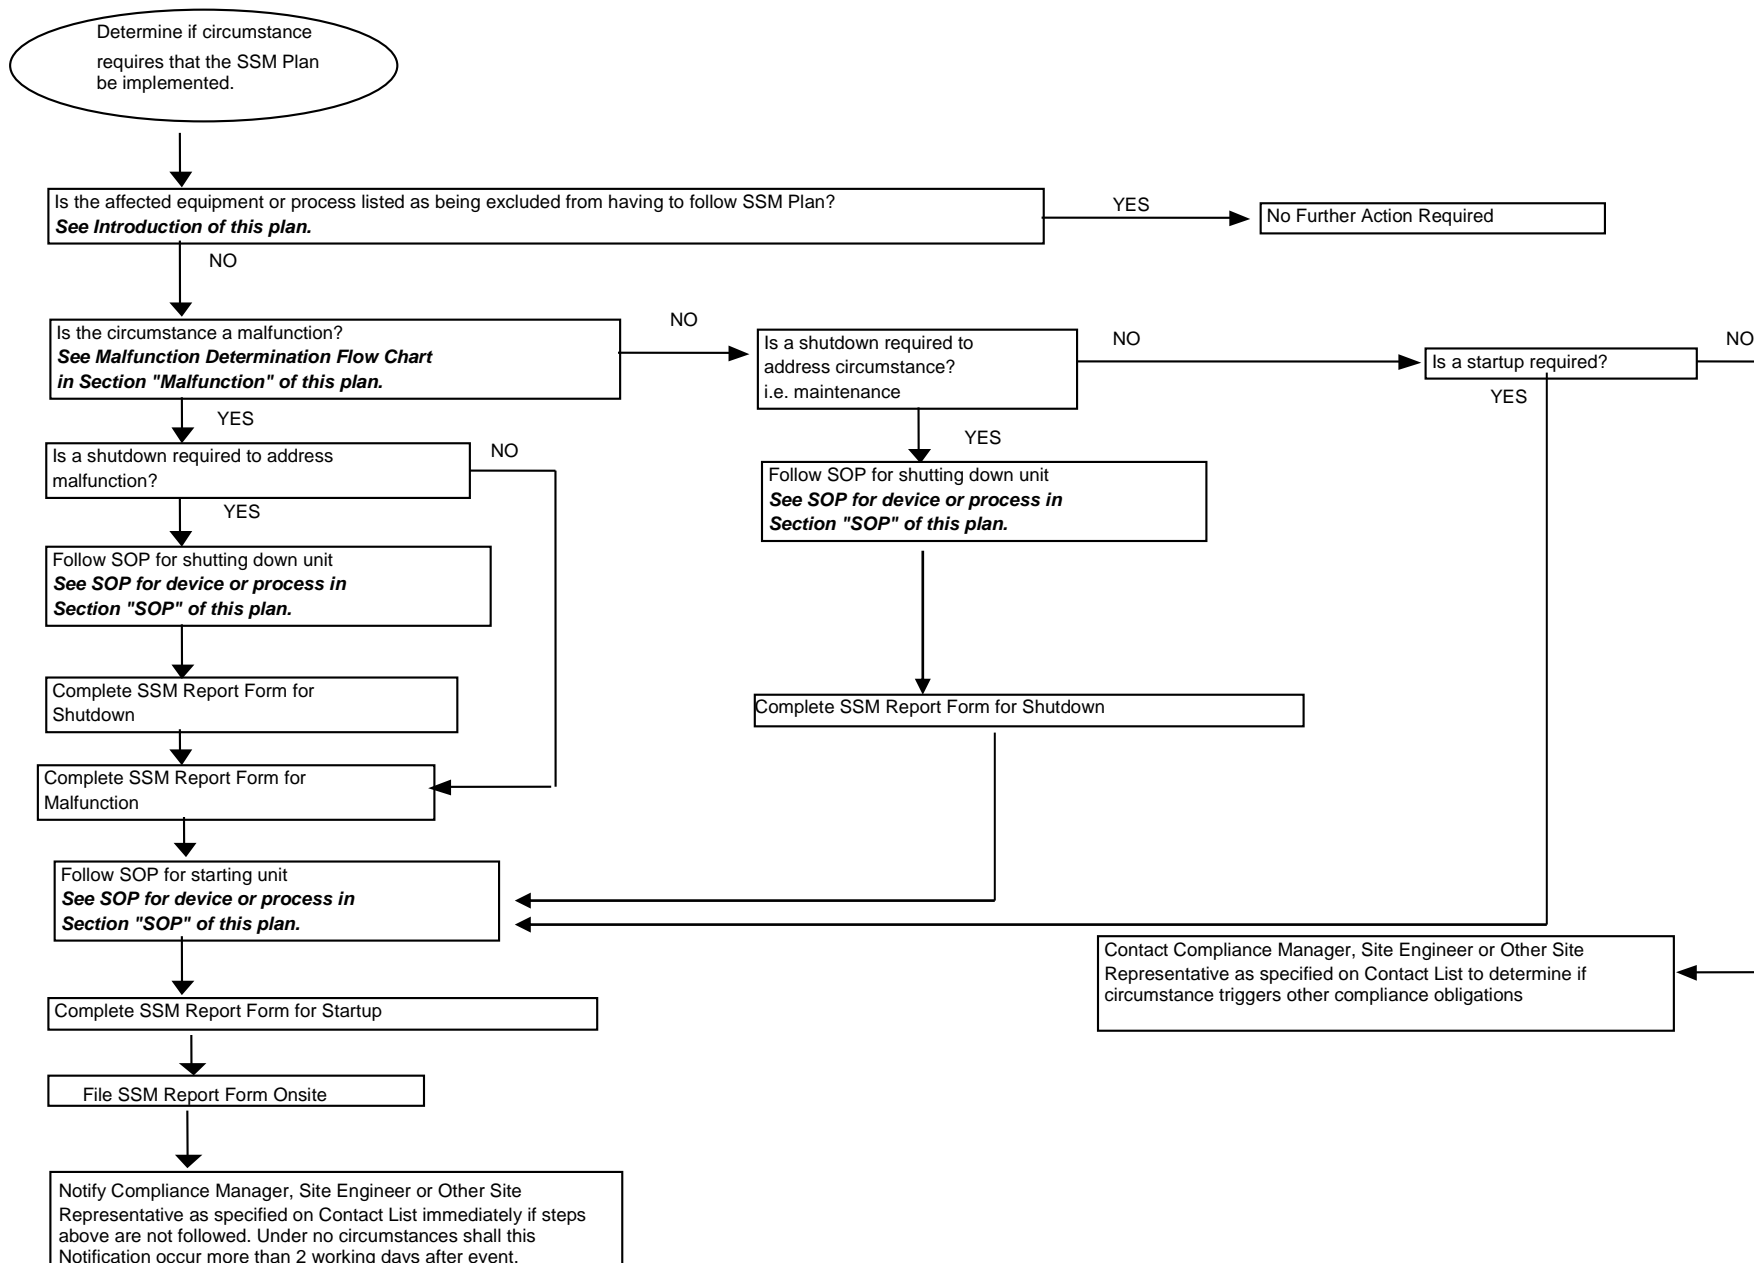 Determine if circumstance
requires that the SSM Plan
be implemented.
Is the affected equipment or process listed as being excluded from having to follow SSM Plan?
See Introduction of this plan.
YES
No Further Action Required
NO
Is the circumstance a malfunction?
See Malfunction Determination Flow Chart
in Section "Malfunction" of this plan.
NO
Is a shutdown required to
address circumstance?
i.e. maintenance
NO
Is a startup required?
NO
YES
YES
Is a shutdown required to address
malfunction?
NO
YES
Follow SOP for shutting down unit
See SOP for device or process in
Section "SOP" of this plan.
YES
Follow SOP for shutting down unit
See SOP for device or process in
Section "SOP" of this plan.
Complete SSM Report Form for
Shutdown
Complete SSM Report Form for Shutdown
Complete SSM Report Form for
Malfunction
Follow SOP for starting unit
See SOP for device or process in
Section "SOP" of this plan.
Contact Compliance Manager, Site Engineer or Other Site
Representative as specified on Contact List to determine if
circumstance triggers other compliance obligations
Complete SSM Report Form for Startup
File SSM Report Form Onsite
Notify Compliance Manager, Site Engineer or Other Site
Representative as specified on Contact List immediately if steps
above are not followed. Under no circumstances shall this
Notification occur more than 2 working days after event.